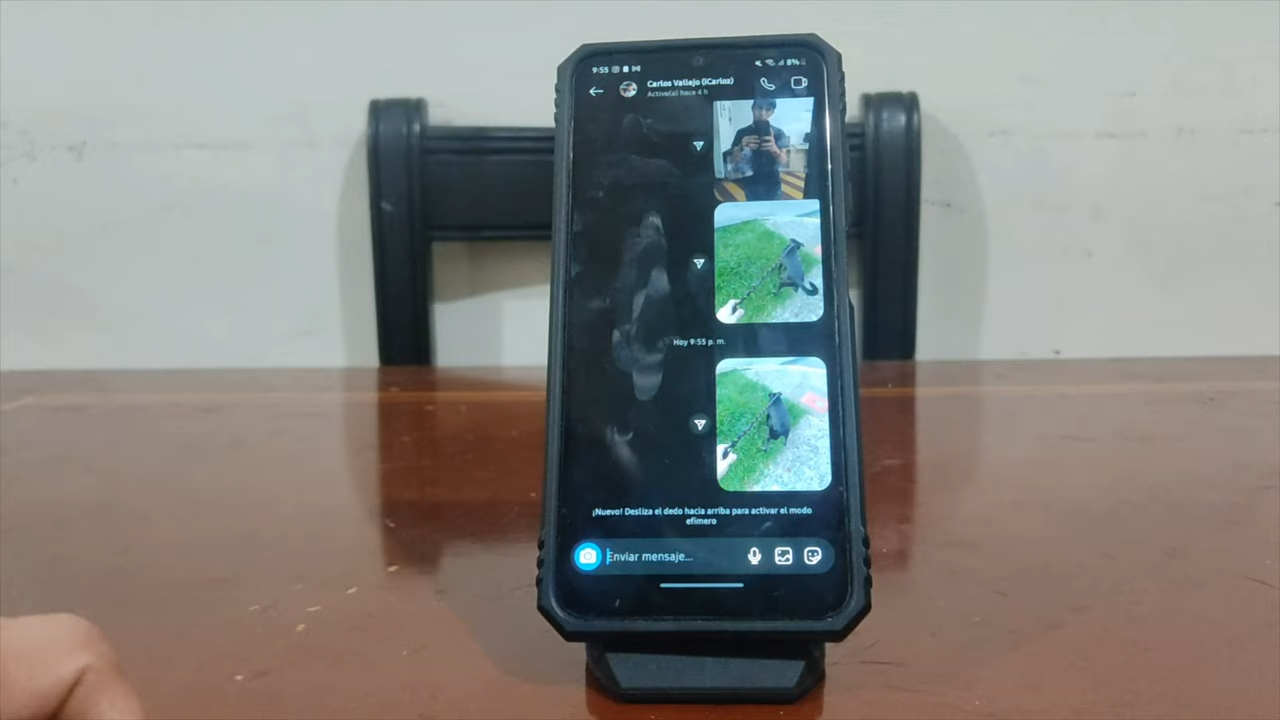 9:55
8%
Carlos Vallejo (iCarloz)
Activo(a) hace 4 h
Hoy 9:55 p. m.
¡Nuevo! Desliza el dedo hacia arriba para activar el modo
efímero
Enviar mensaje...